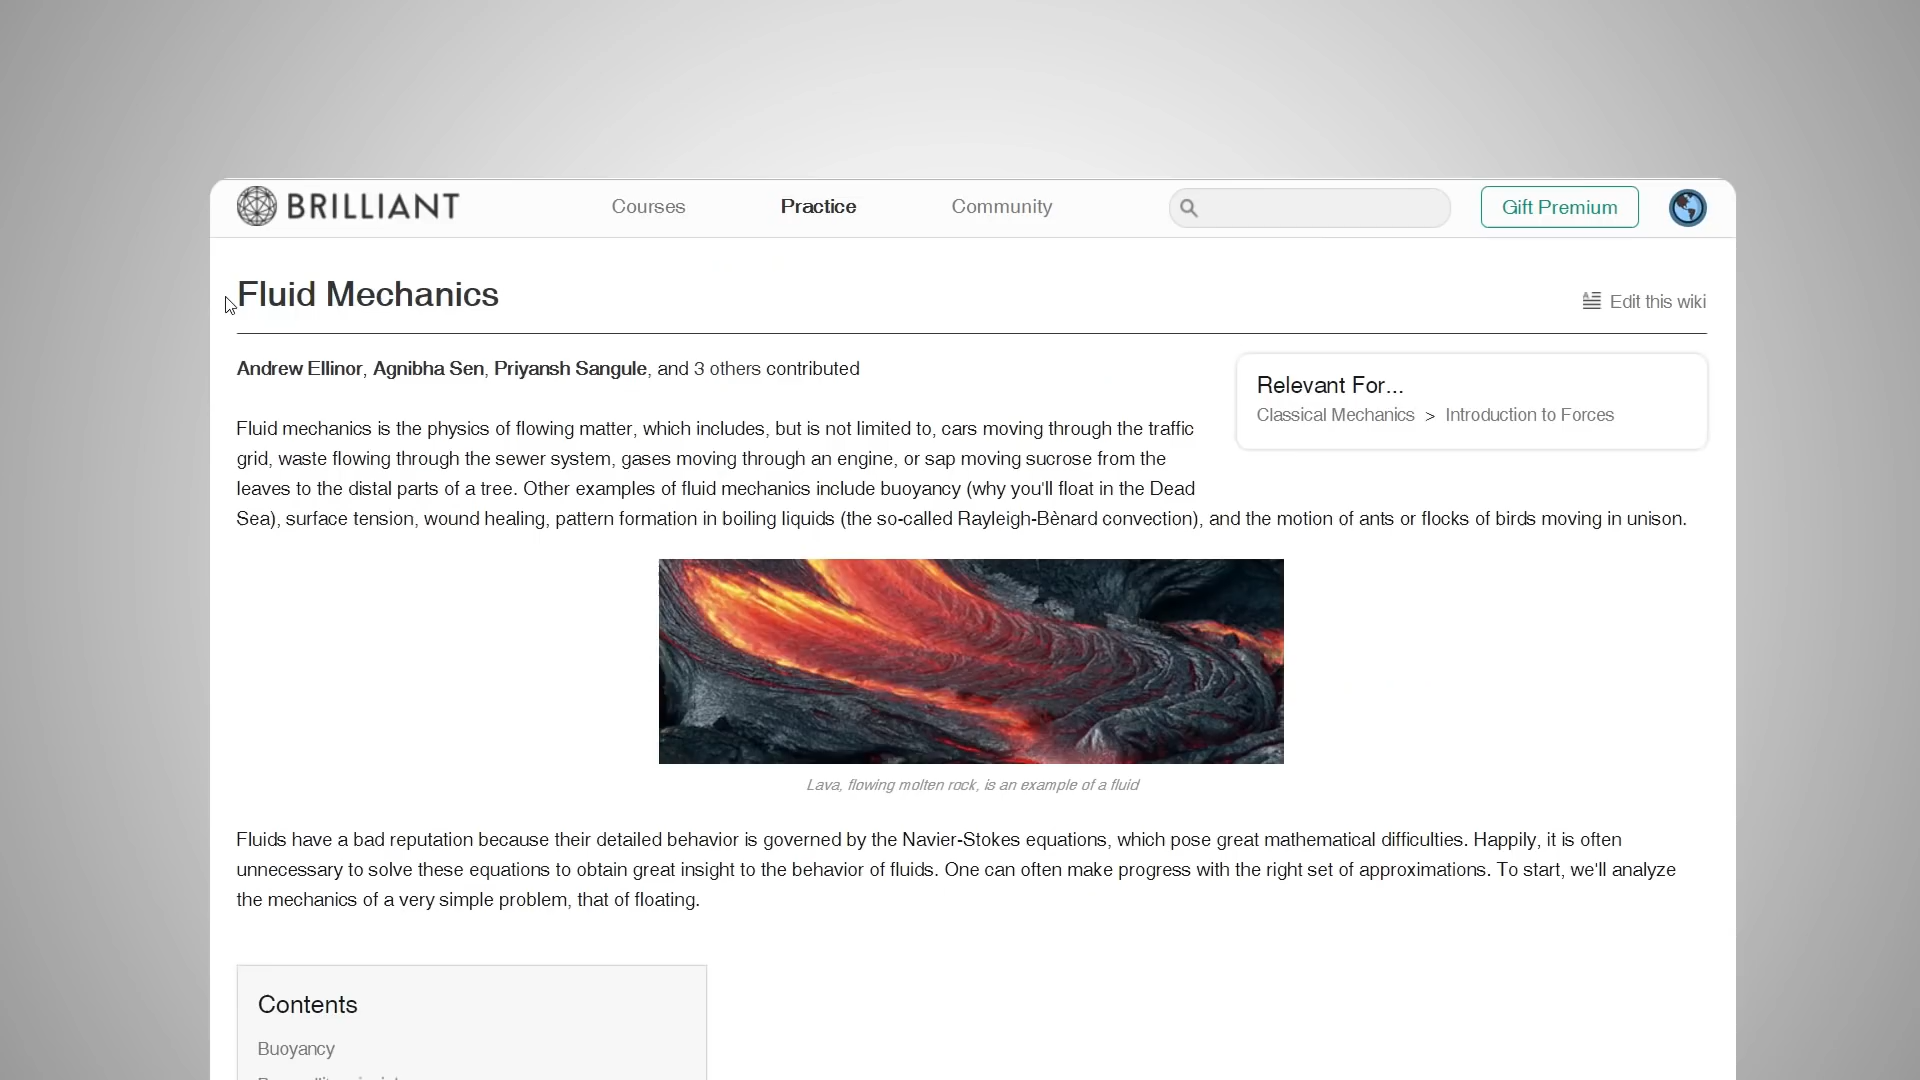 BRILLIANT
Courses
Practice
Community
Gift Premium
Fluid Mechanics
Edit this wiki
Andrew Ellinor, Agnibha Sen, Priyansh Sangule, and 3 others contributed
Relevant For...
Classical Mechanics > Introduction to Forces
Fluid mechanics is the physics of flowing matter, which includes, but is not limited to, cars moving through the traffic
grid, waste flowing through the sewer system, gases moving through an engine, or sap moving sucrose from the
leaves to the distal parts of a tree. Other examples of fluid mechanics include buoyancy (why you'll float in the Dead
Sea), surface tension, wound healing, pattern formation in boiling liquids (the so-called Rayleigh-Bènard convection), and the motion of ants or flocks of birds moving in unison.
Lava, flowing molten rock, is an example of a fluid
Fluids have a bad reputation because their detailed behavior is governed by the Navier-Stokes equations, which pose great mathematical difficulties. Happily, it is often
unnecessary to solve these equations to obtain great insight to the behavior of fluids. One can often make progress with the right set of approximations. To start, we'll analyze
the mechanics of a very simple problem, that of floating.
Contents
Buoyancy